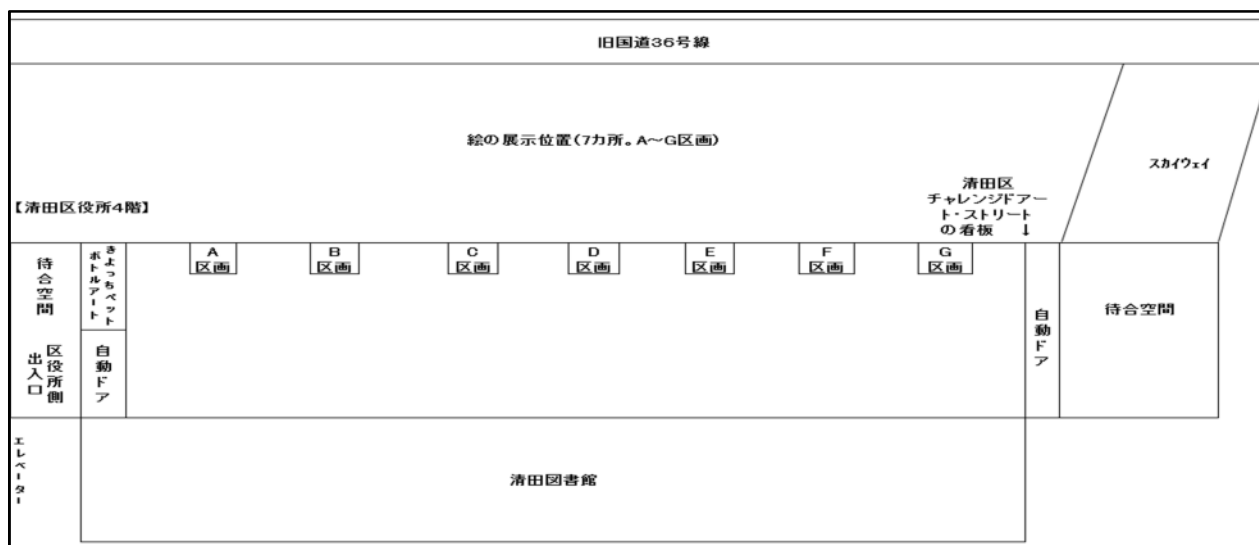 旧国道36号線
絵の展示位置(7カ所。A～G区画)
スカイウェイ
清田区
チャレンジドアー
ト・ストリート
の看板 ↓
【清田区役所4階】
待合空間
きよっちペット
ボトルアート
A
区画
B
区画
C
区画
D
区画
E
区画
F
区画
G
区画
自動ドア
待合空間
区役所側
出入口
自動ドア
エレベーター
清田図書館